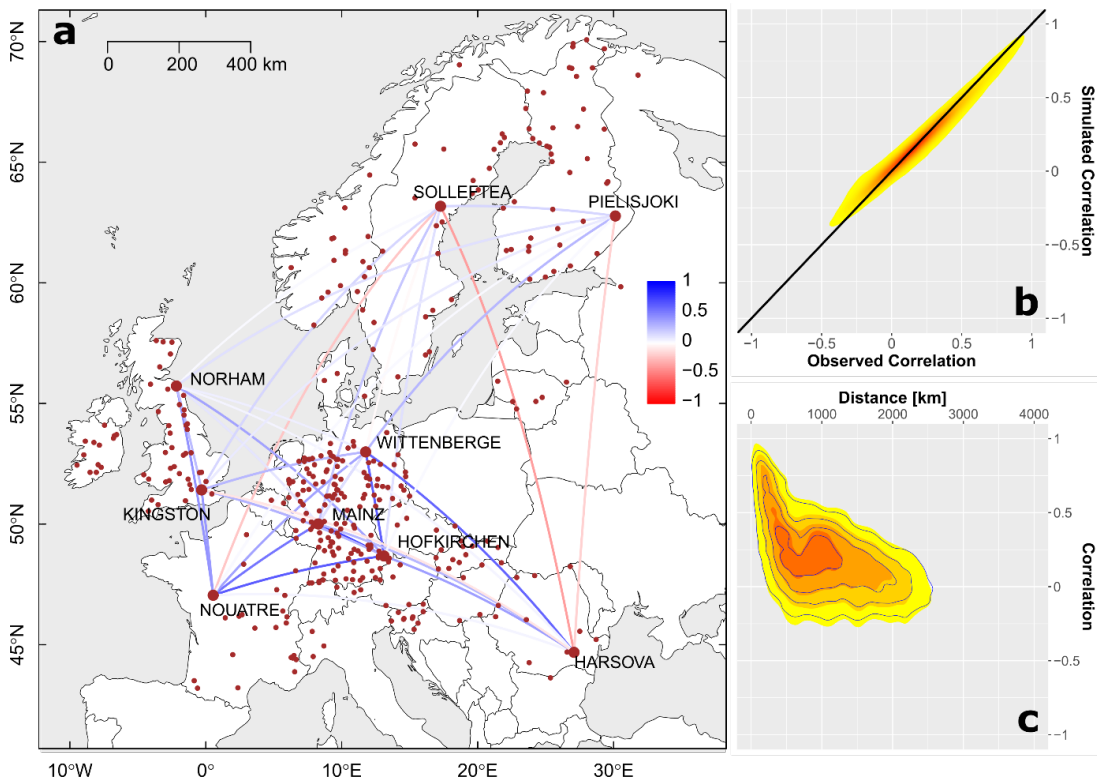 a
0 200 400 km
70°N
65°N
60°N
55°N
50°N
45°N
10°W 0° 10°E 20°E 30°E
SOLLEFTEA
PIELISJOKI
NORHAM
WITTENBERGE
KINGSTON
MAINZ
HOFKIRCHEN
NOUATRE
HARSOVA
1
0.5
0
−0.5
−1
1
0.5
0
−0.5
−1
Simulated Correlation
b
−1 −0.5 0 0.5 1
Observed Correlation
Distance [km]
0 1000 2000 3000 4000
1
0.5
0
−0.5
−1
Correlation
c